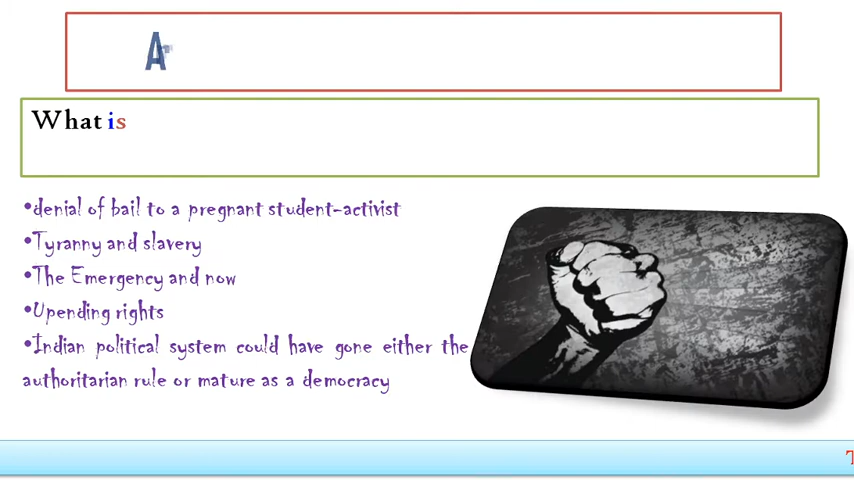 A
What is
•denial of bail to a pregnant student-activist
•Tyranny and slavery
•The Emergency and now
•Upending rights
•Indian political system could have gone either the
authoritarian rule or mature as a democracy
T